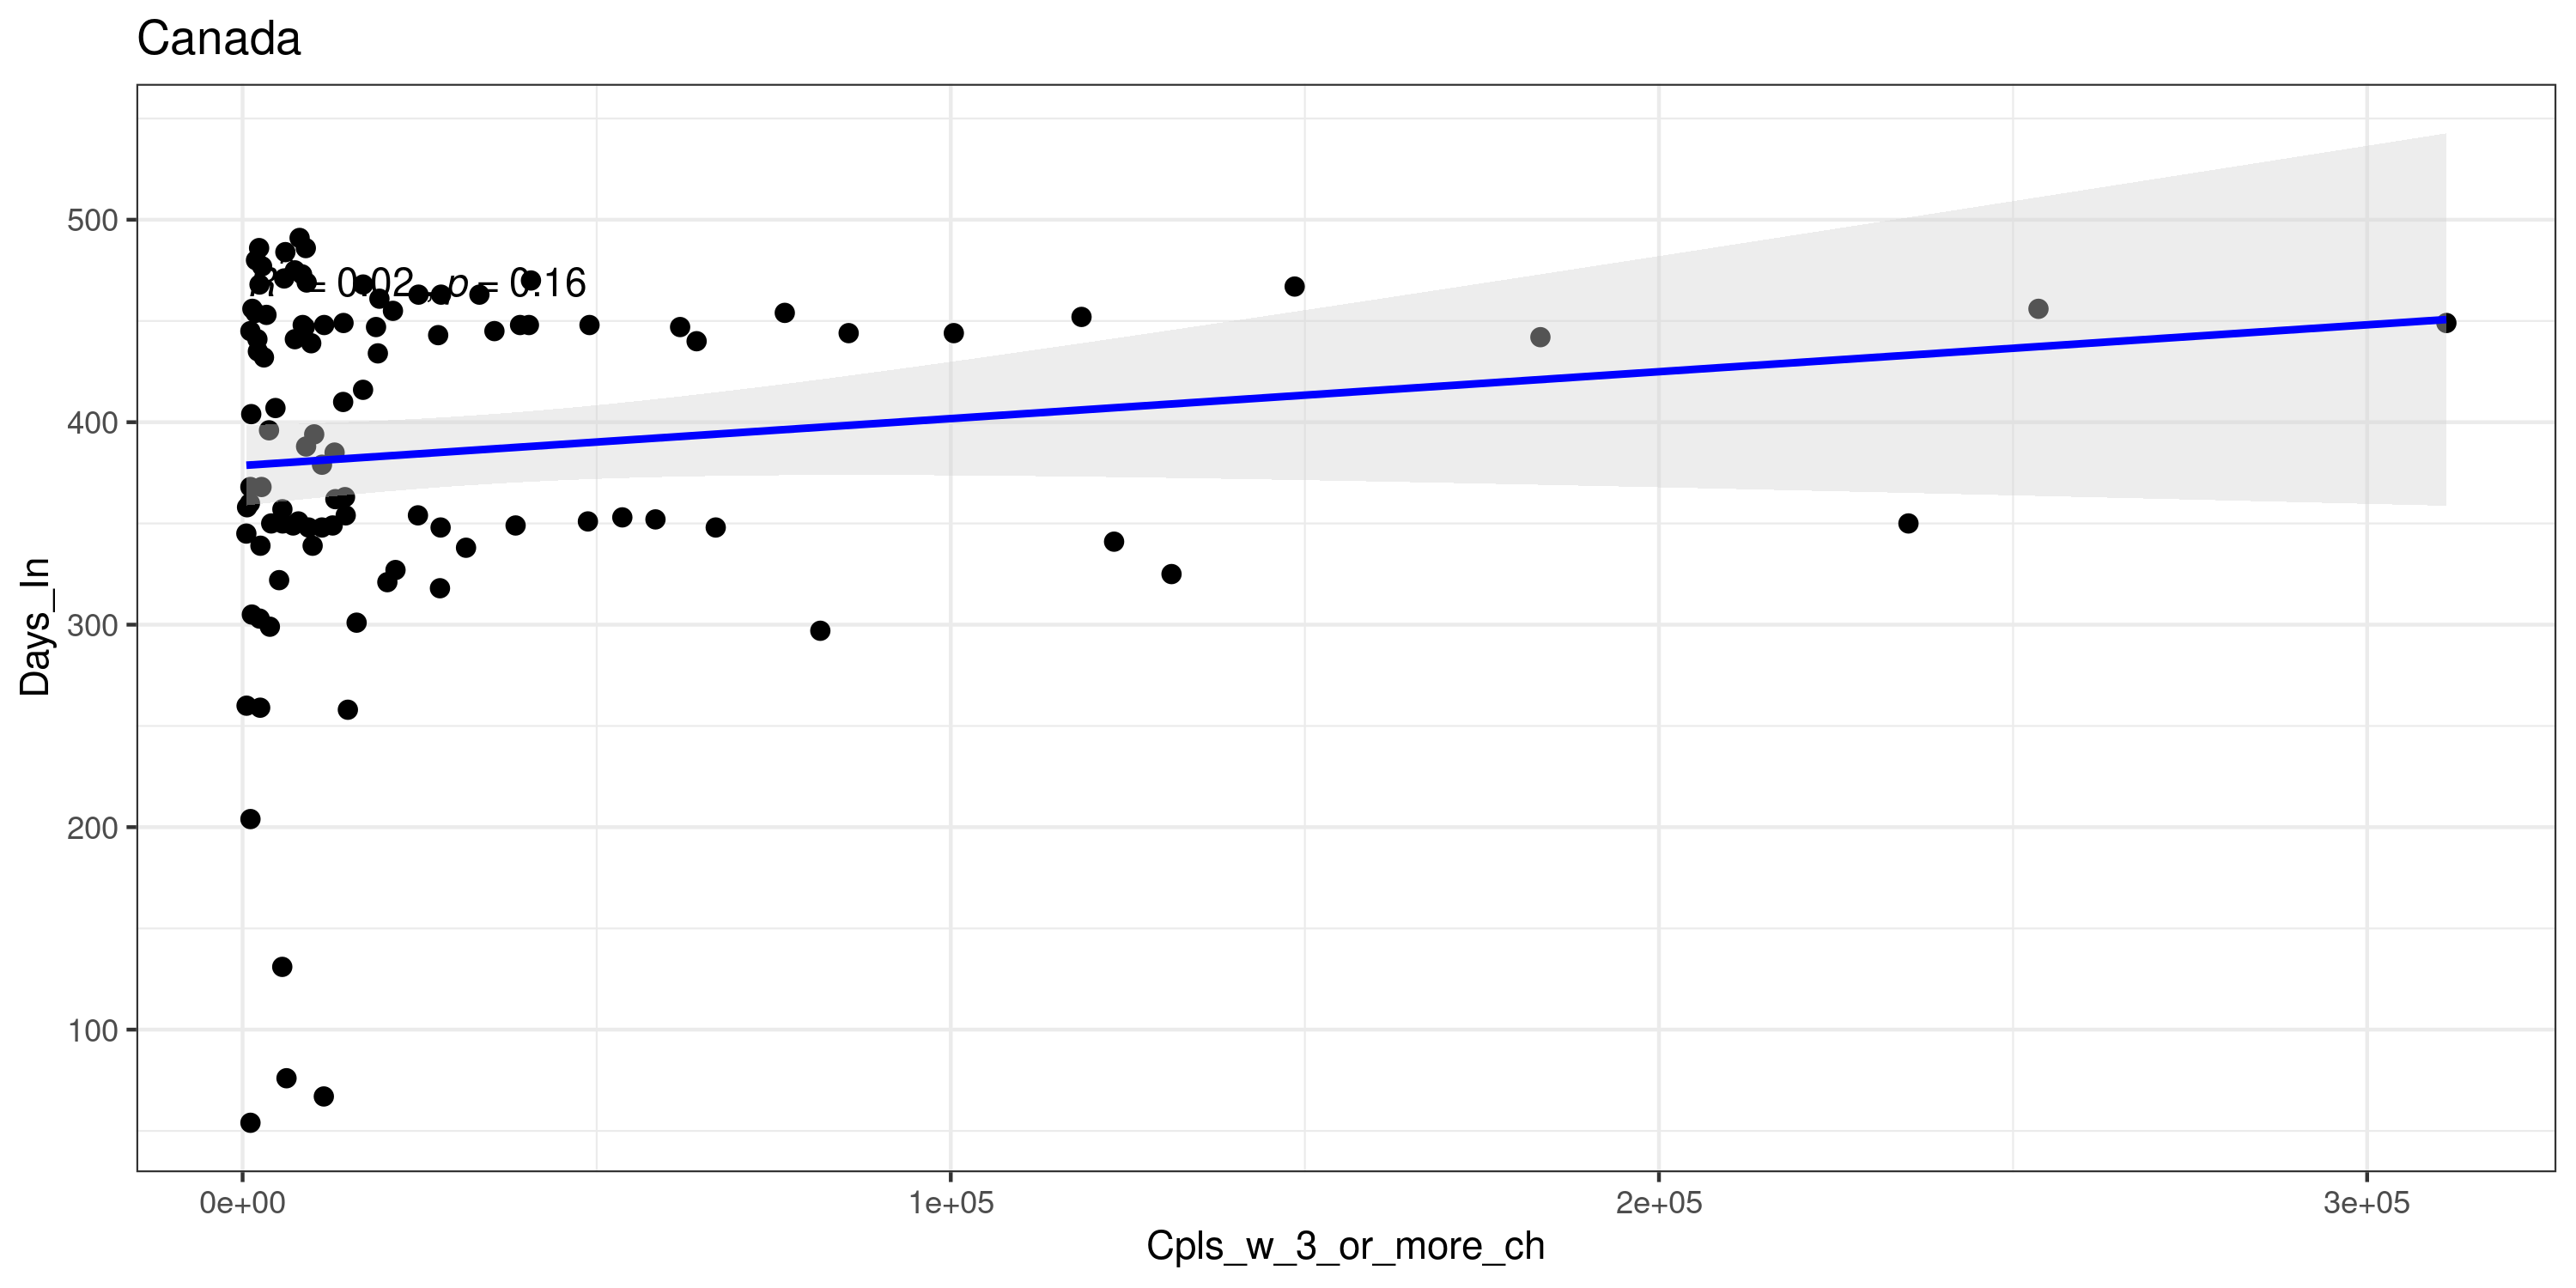 Canada
500
400
300
200
100
Days_In
R² = 0.02, p = 0.16
0e+00 1e+05 2e+05 3e+05
Cpls_w_3_or_more_ch